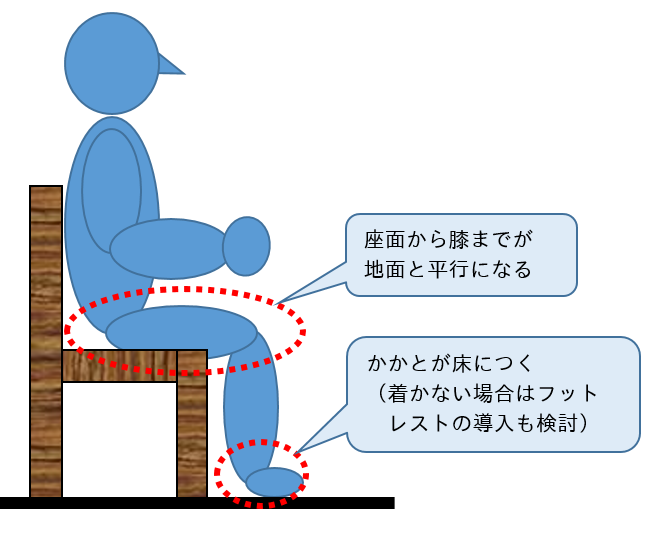 座面から膝までが
地面と平行になる
かかとが床につく
（着かない場合はフット
レストの導入も検討）